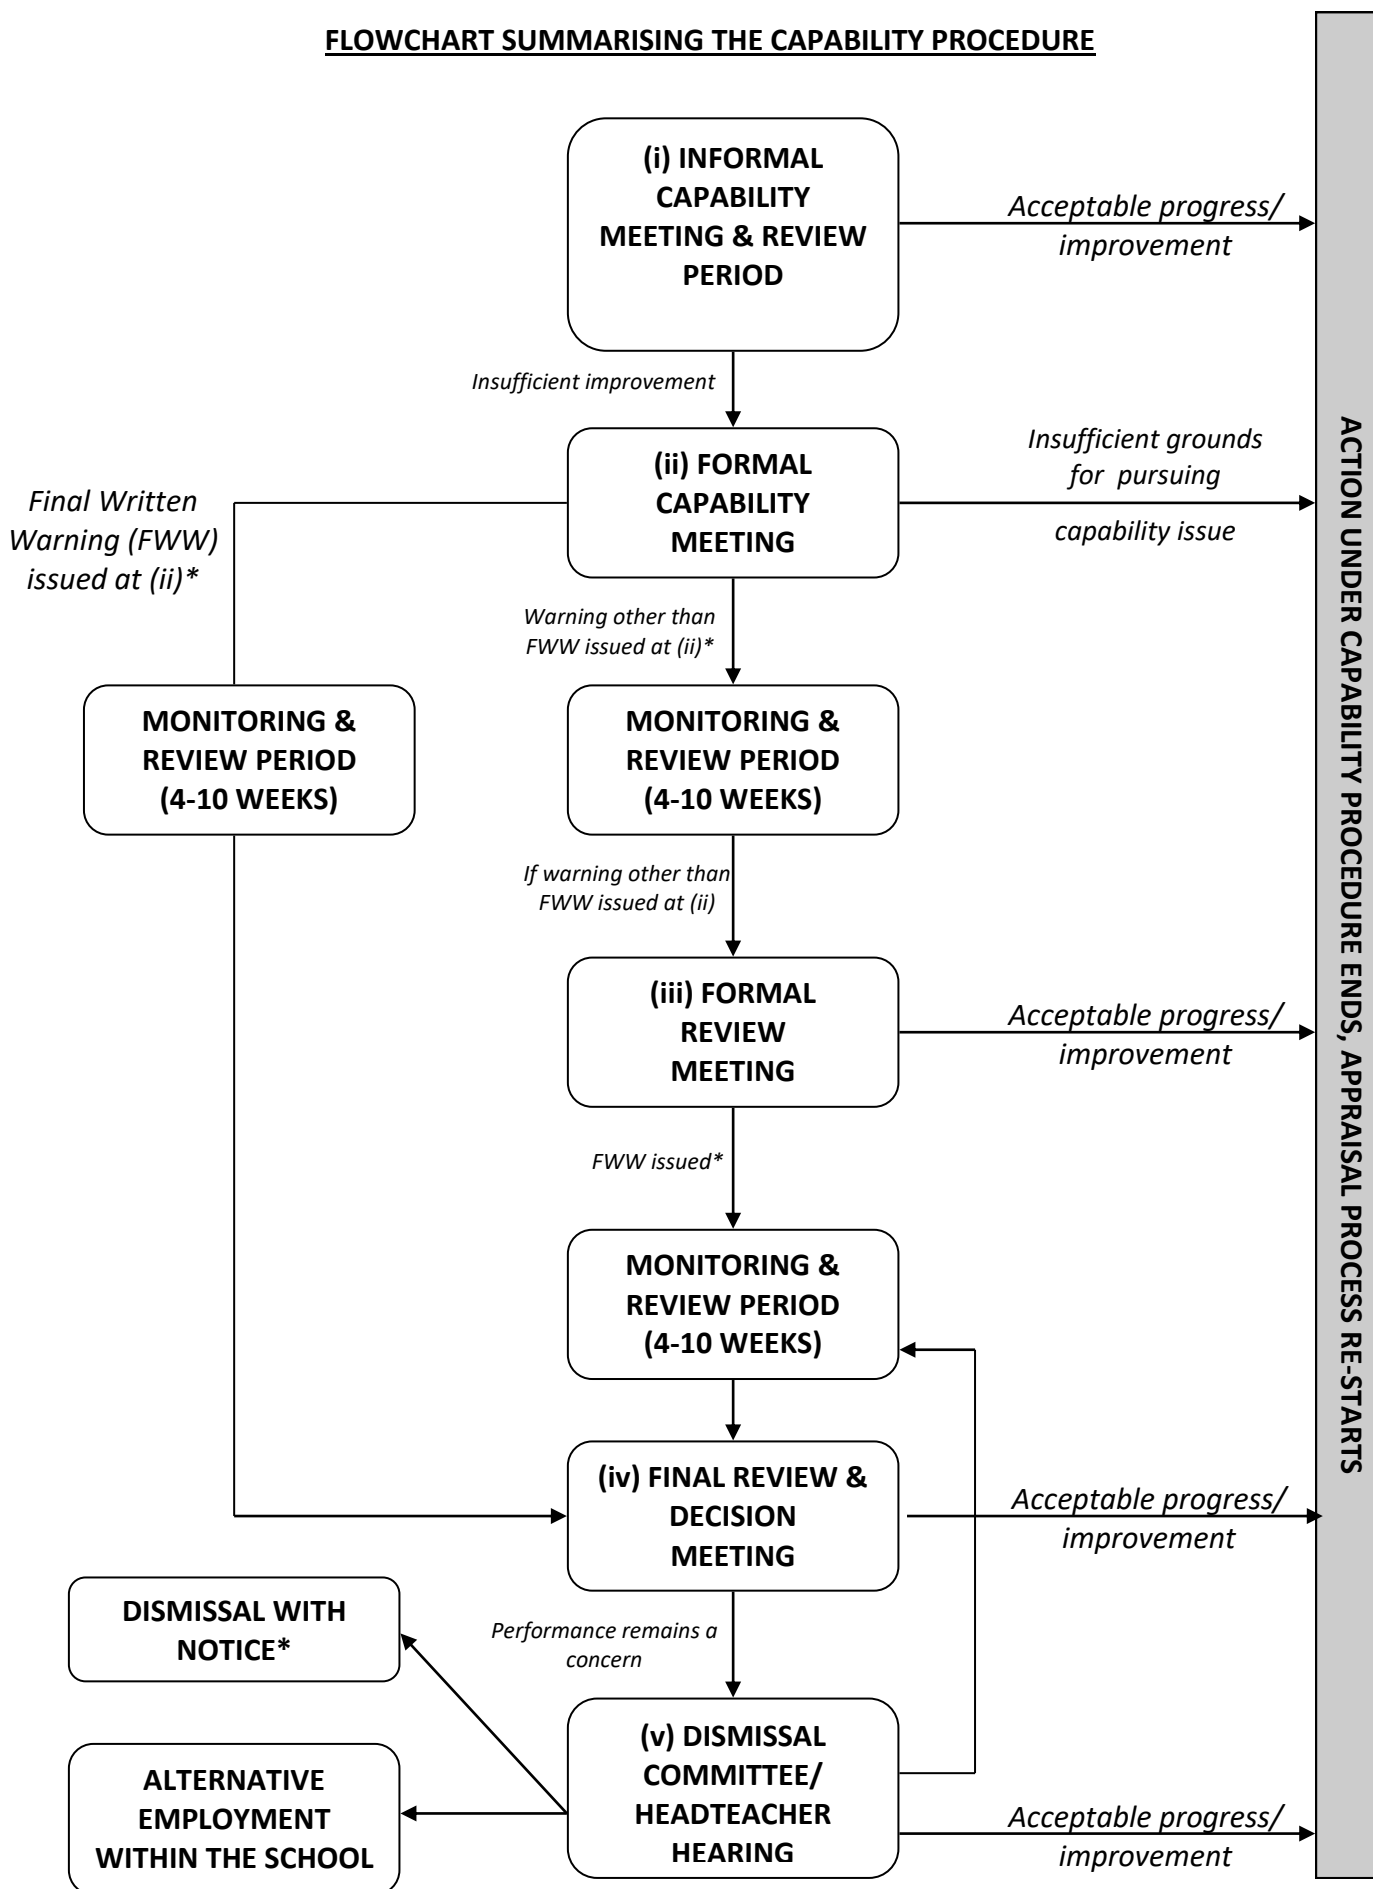 FLOWCHART SUMMARISING THE CAPABILITY PROCEDURE
(i) INFORMAL
CAPABILITY
MEETING & REVIEW
PERIOD
Acceptable progress/
improvement
Insufficient improvement
(ii) FORMAL
CAPABILITY
MEETING
Insufficient grounds
for pursuing
capability issue
Final Written
Warning (FWW)
issued at (ii)*
Warning other than
FWW issued at (ii)*
MONITORING &
REVIEW PERIOD
(4-10 WEEKS)
MONITORING &
REVIEW PERIOD
(4-10 WEEKS)
If warning other than
FWW issued at (ii)
(iii) FORMAL
REVIEW
MEETING
Acceptable progress/
improvement
FWW issued*
MONITORING &
REVIEW PERIOD
(4-10 WEEKS)
(iv) FINAL REVIEW &
DECISION
MEETING
Acceptable progress/
improvement
DISMISSAL WITH
NOTICE*
Performance remains a
concern
(v) DISMISSAL
COMMITTEE/
HEADTEACHER
HEARING
ALTERNATIVE
EMPLOYMENT
WITHIN THE SCHOOL
Acceptable progress/
improvement
ACTION UNDER CAPABILITY PROCEDURE ENDS, APPRAISAL PROCESS RE-STARTS